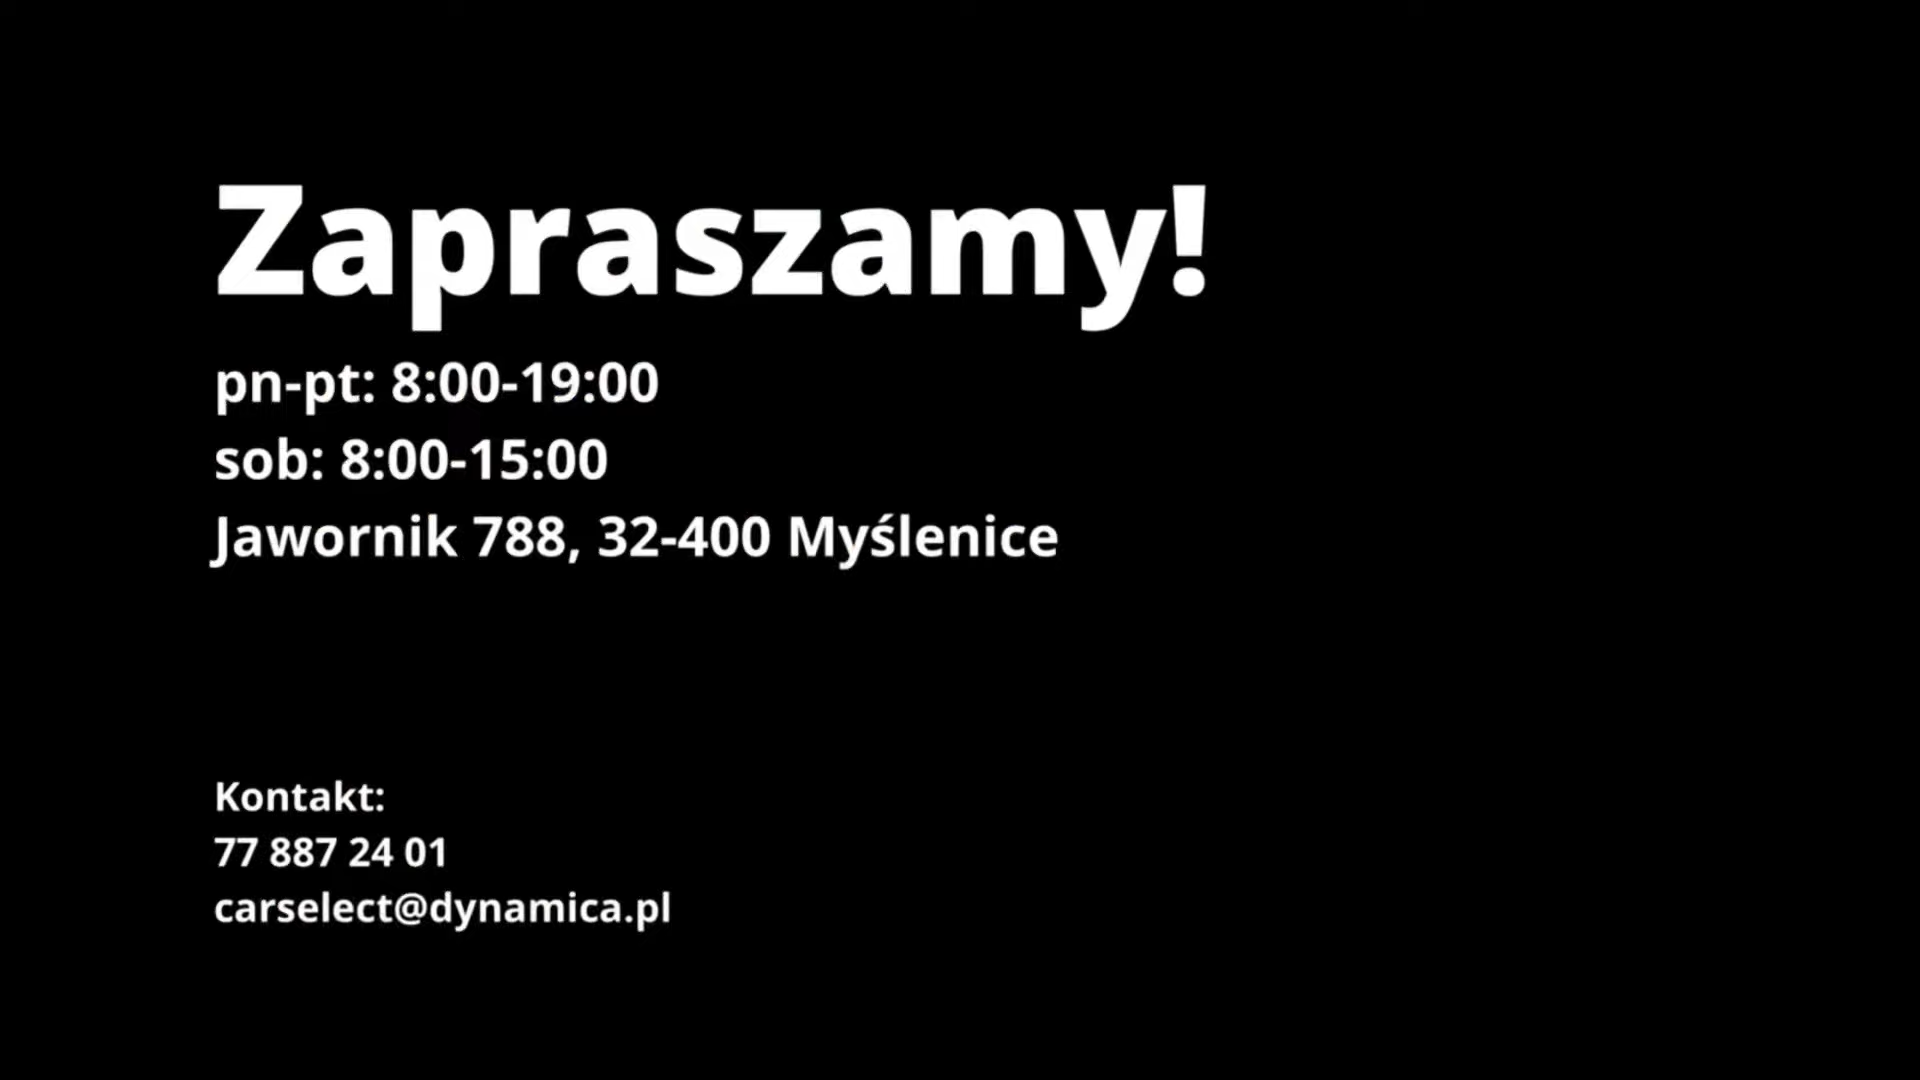 Zapraszamy!
pn-pt: 8:00-19:00
sob: 8:00-15:00
Jawornik 788, 32-400 Myślenice
Kontakt:
77 887 24 01
carselect@dynamica.pl